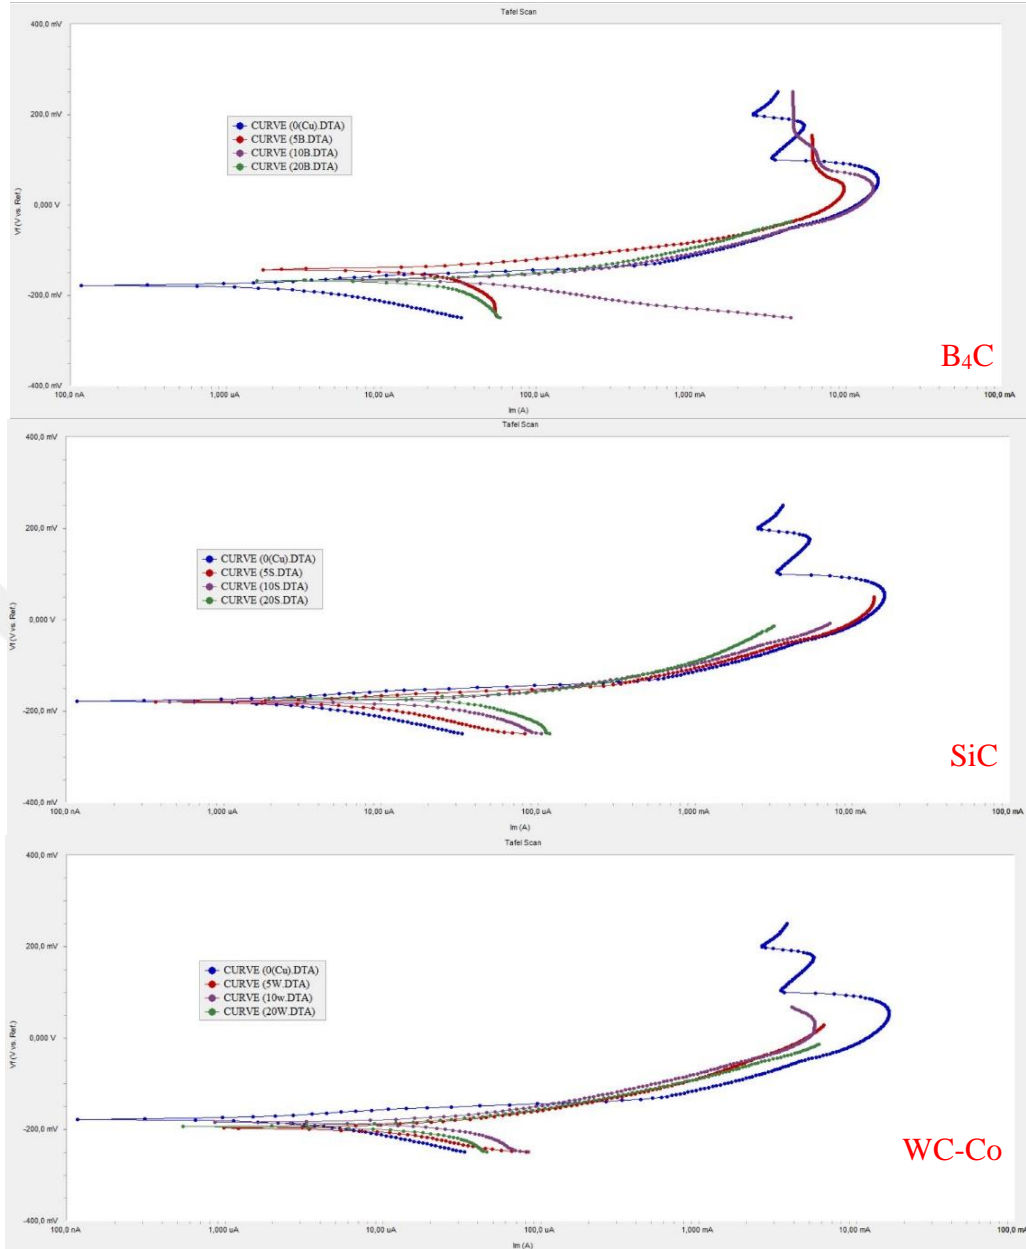 Tafel Scan
400,0 mV
200,0 mV
0,000 V
-200,0 mV
-400,0 mV
Vf (V vs. Ref.)
CURVE (0(Cu).DTA)
CURVE (5B.DTA)
CURVE (10B.DTA)
CURVE (20B.DTA)
B₄C
100,0 nA 1,000 uA 10,00 uA 100,0 uA 1,000 mA 10,00 mA 100,0 mA
Im (A)
Tafel Scan
400,0 mV
200,0 mV
0,000 V
-200,0 mV
-400,0 mV
Vf (V vs. Ref.)
CURVE (0(Cu).DTA)
CURVE (5S.DTA)
CURVE (10S.DTA)
CURVE (20S.DTA)
SiC
100,0 nA 1,000 uA 10,00 uA 100,0 uA 1,000 mA 10,00 mA 100,0 mA
Im (A)
Tafel Scan
400,0 mV
200,0 mV
0,000 V
-200,0 mV
-400,0 mV
Vf (V vs. Ref.)
CURVE (0(Cu).DTA)
CURVE (5W.DTA)
CURVE (10w.DTA)
CURVE (20W.DTA)
WC-Co
100,0 nA 1,000 uA 10,00 uA 100,0 uA 1,000 mA 10,00 mA 100,0 mA
Im (A)